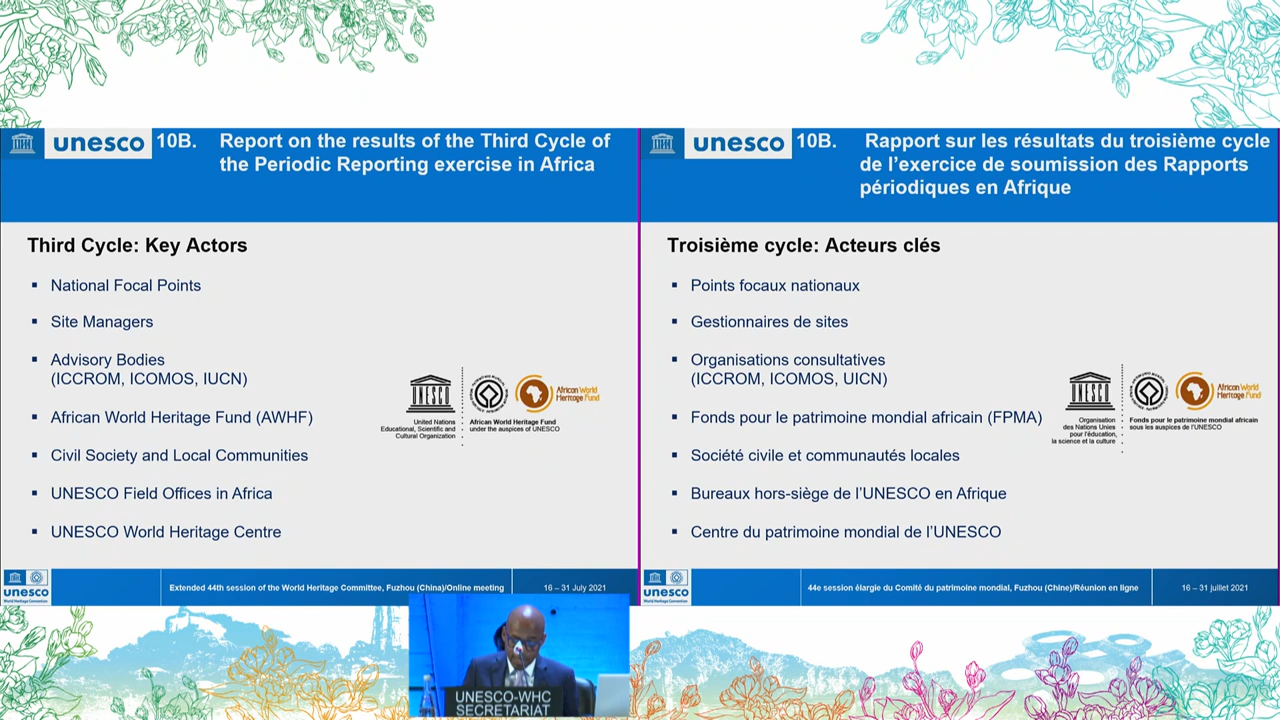 unesco
10B.
Report on the results of the Third Cycle of
the Periodic Reporting exercise in Africa
Third Cycle: Key Actors
National Focal Points
Site Managers
Advisory Bodies
(ICCROM, ICOMOS, IUCN)
African World Heritage Fund (AWHF)
Civil Society and Local Communities
UNESCO Field Offices in Africa
UNESCO World Heritage Centre
UNESCO
United Nations
Educational, Scientific and
Cultural Organization
African World Heritage Fund
under the auspices of UNESCO
African World
Heritage Fund
unesco
World Heritage Convention
Extended 44th session of the World Heritage Committee, Fuzhou (China)/Online meeting
16 – 31 July 2021
unesco
10B.
Rapport sur les résultats du troisième cycle
de l’exercice de soumission des Rapports
périodiques en Afrique
Troisième cycle: Acteurs clés
Points focaux nationaux
Gestionnaires de sites
Organisations consultatives
(ICCROM, ICOMOS, UICN)
Fonds pour le patrimoine mondial africain (FPMA)
Société civile et communautés locales
Bureaux hors-siège de l’UNESCO en Afrique
Centre du patrimoine mondial de l’UNESCO
UNESCO
Organisation
des Nations Unies
pour l’éducation,
la science et la culture
Fonds pour le patrimoine mondial africain
sous les auspices de l’UNESCO
African World
Heritage Fund
unesco
World Heritage Convention
44e session élargie du Comité du patrimoine mondial, Fuzhou (Chine)/Réunion en ligne
16 – 31 juillet 2021
UNESCO-WHC
SECRETARIAT